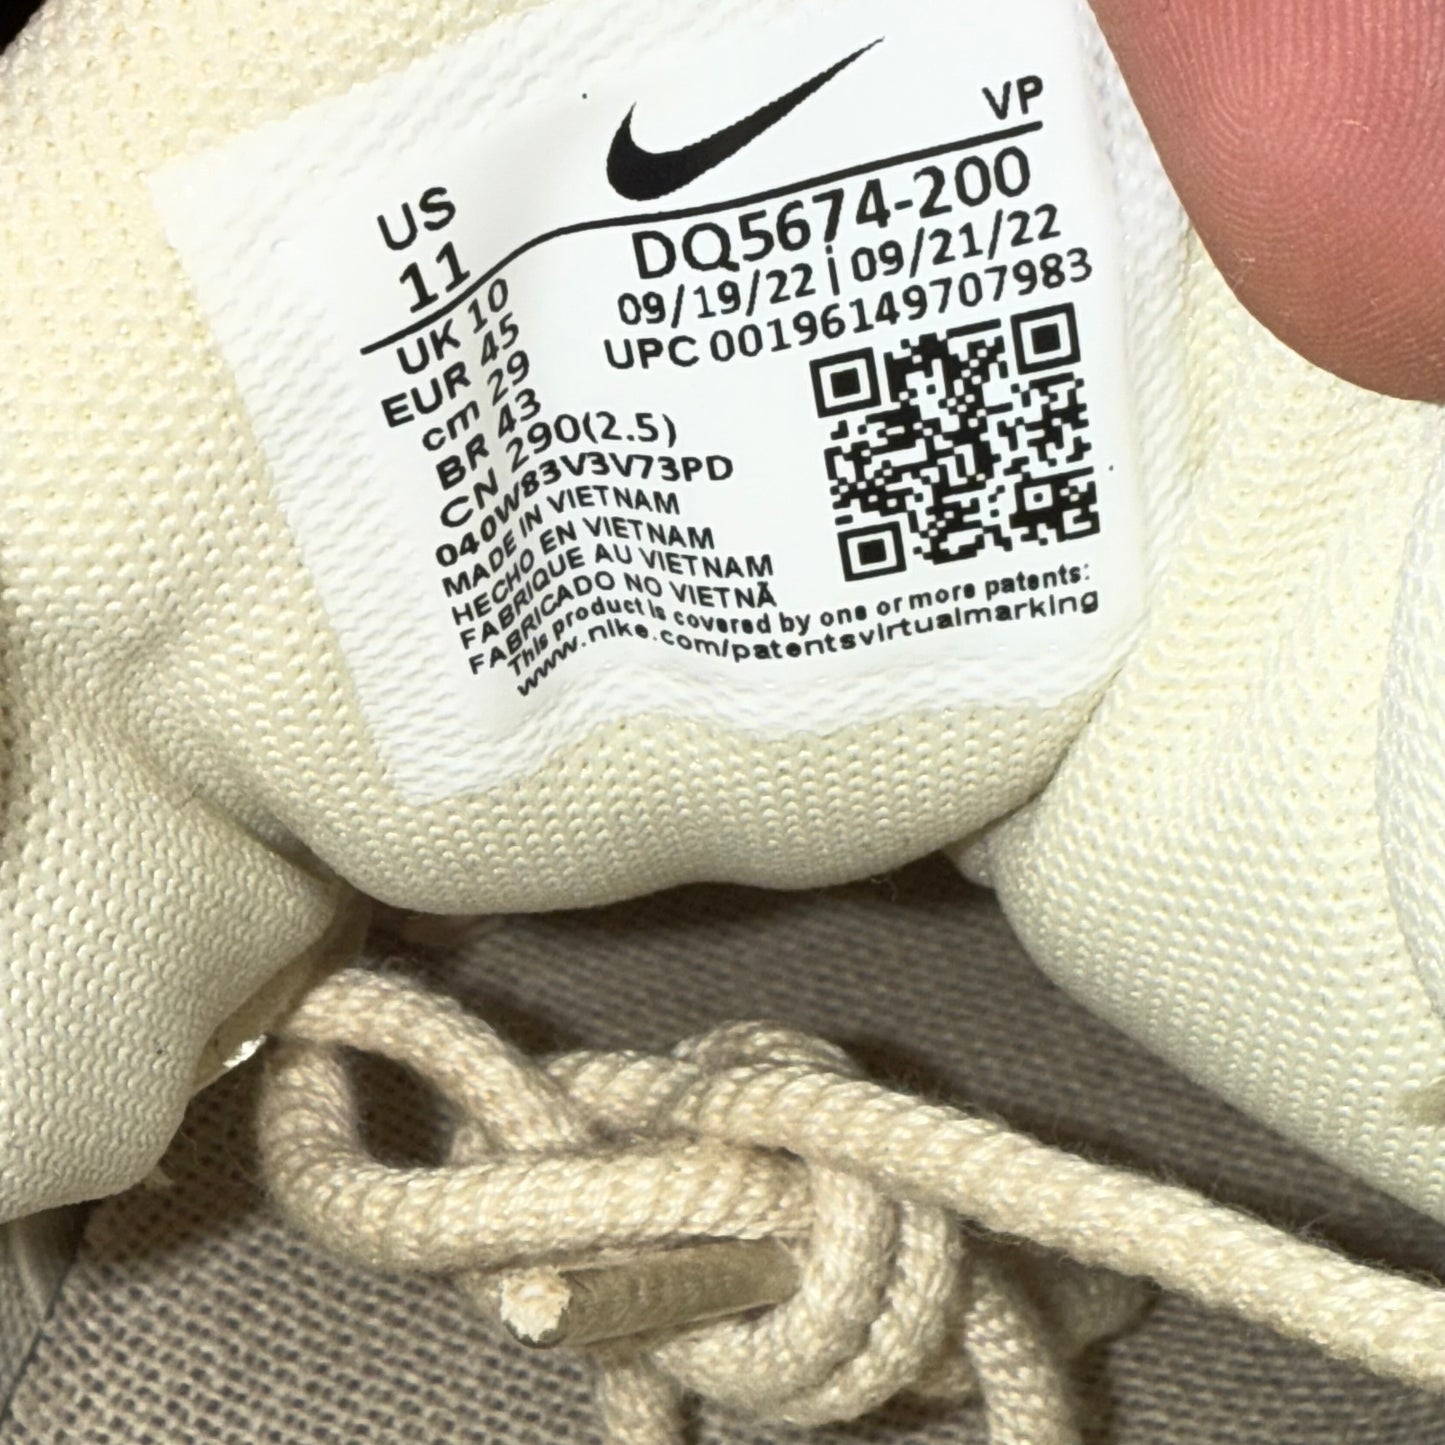 VP
US
11
UK 10
EUR 45
cm 29
BR 43
CN 290(2.5)
040W83V3V73PD
MADE IN VIETNAM
HECHO EN VIETNAM
FABRIQUE AU VIETNAM
FABRICADO NO VIETNÃ
This product is covered by one or more patents:
www.nike.com/patentsvirtualmarking
DQ5674-200
09/19/22 | 09/21/22
UPC 00196149707983